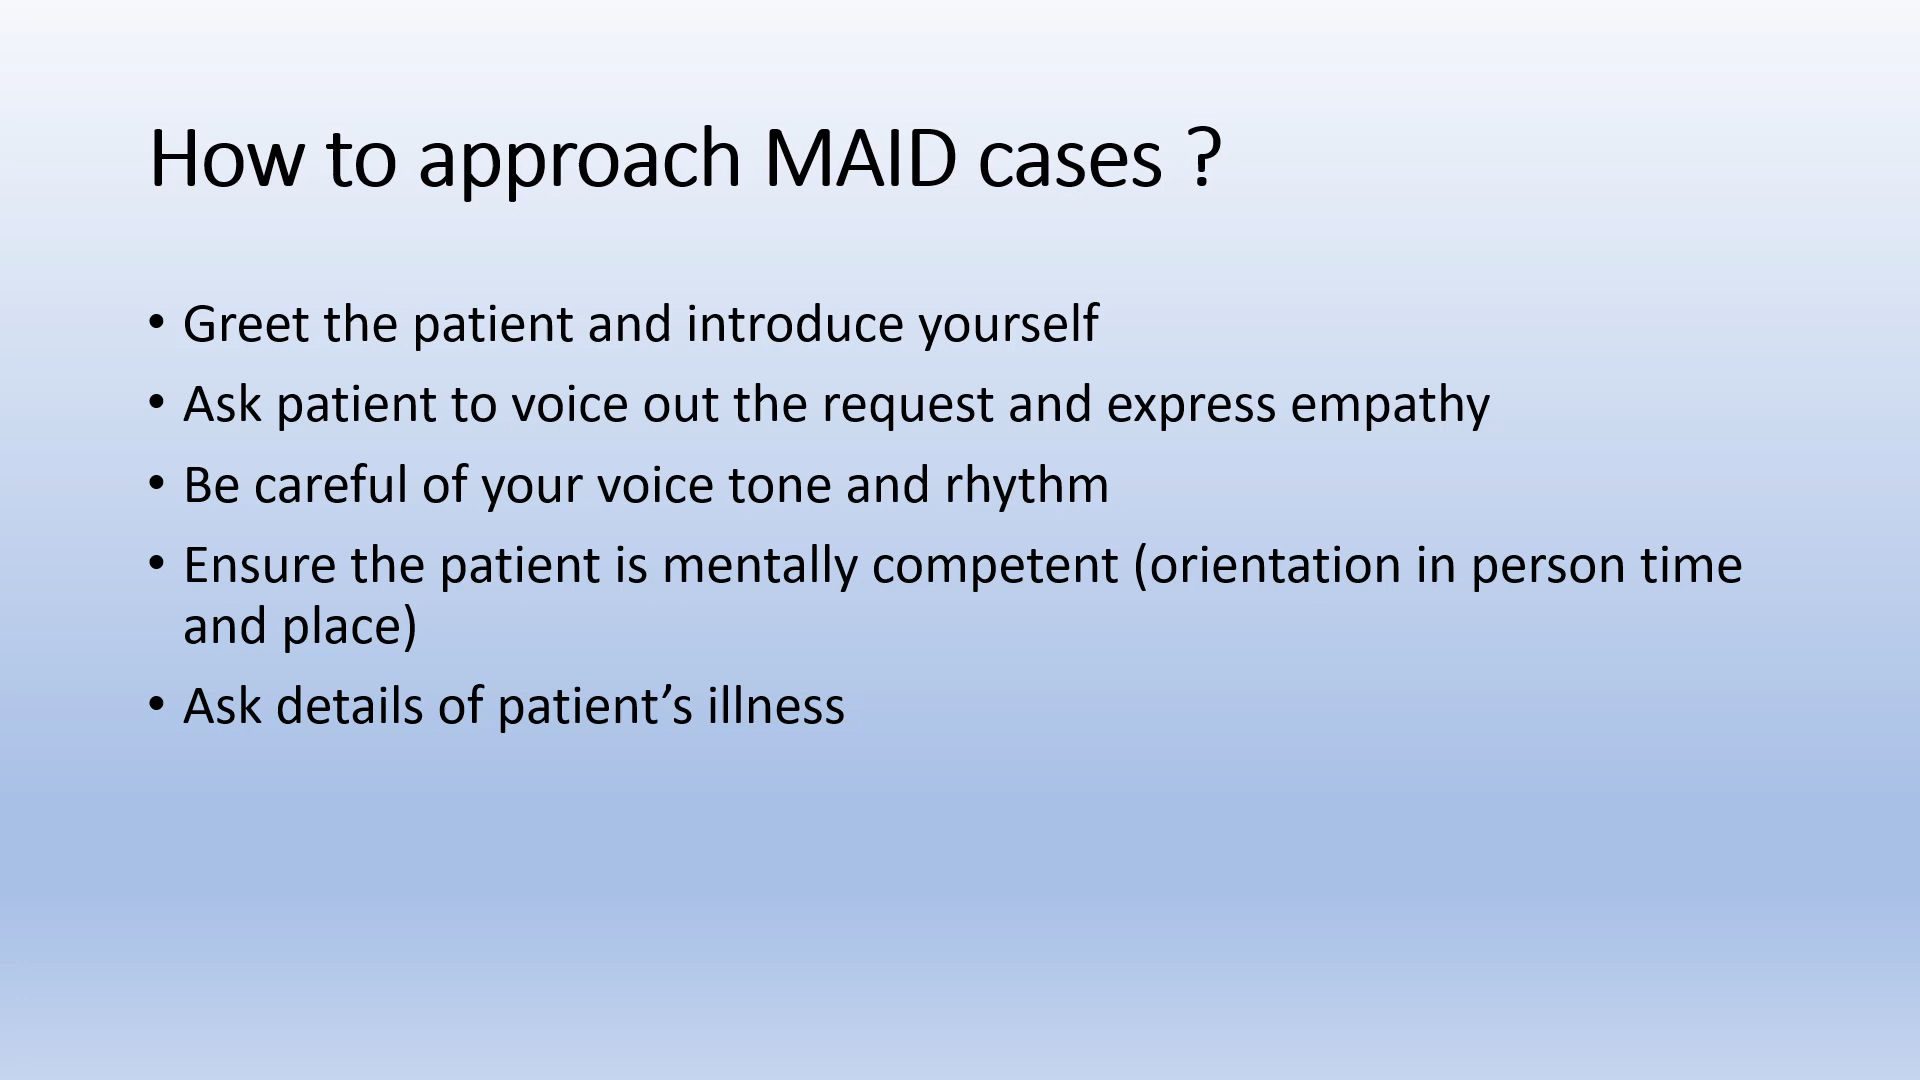 How to approach MAID cases ?
• Greet the patient and introduce yourself
• Ask patient to voice out the request and express empathy
• Be careful of your voice tone and rhythm
• Ensure the patient is mentally competent (orientation in person time
and place)
• Ask details of patient’s illness